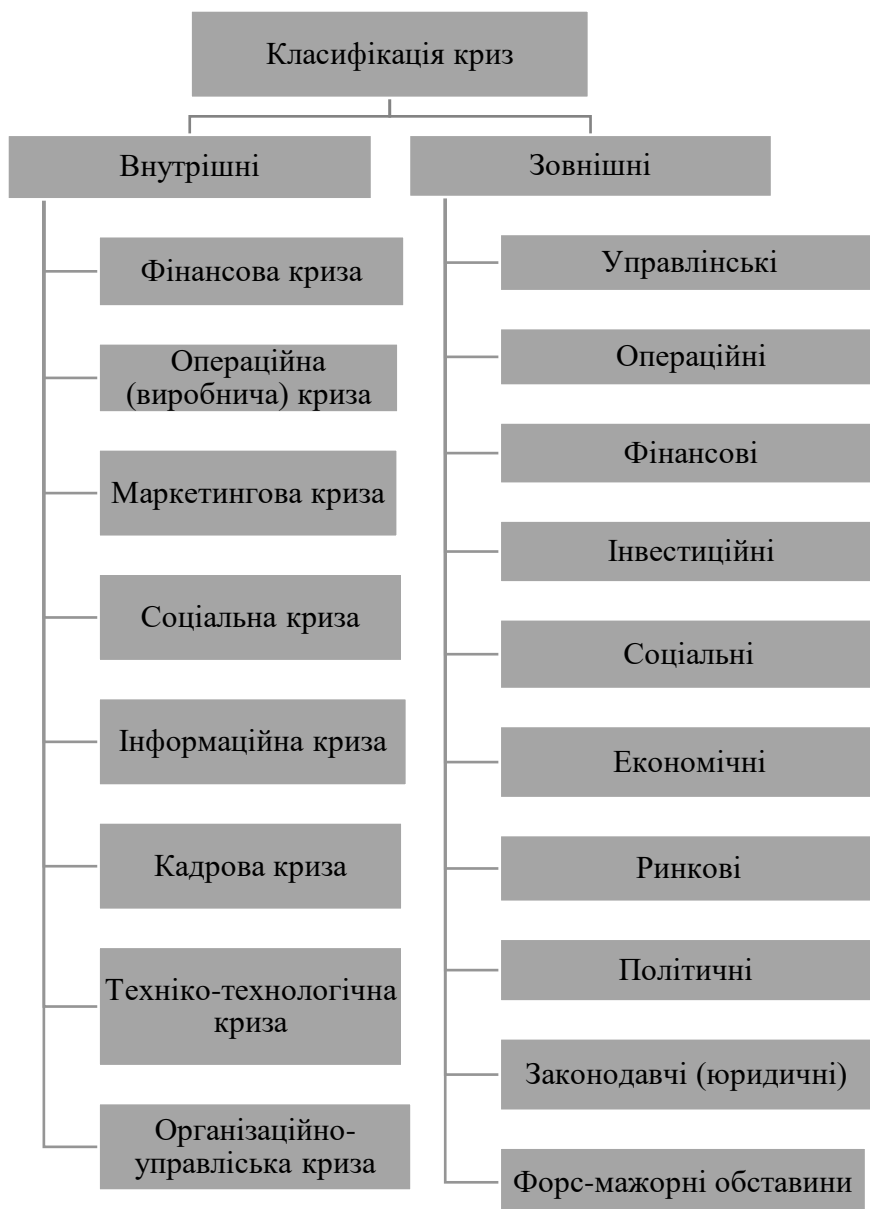 Класифікація криз
Внутрішні
Фінансова криза
Операційна
(виробнича) криза
Маркетингова криза
Соціальна криза
Інформаційна криза
Кадрова криза
Техніко-технологічна
криза
Організаційно-
управліська криза
Зовнішні
Управлінські
Операційні
Фінансові
Інвестиційні
Соціальні
Економічні
Ринкові
Політичні
Законодавчі (юридичні)
Форс-мажорні обставини